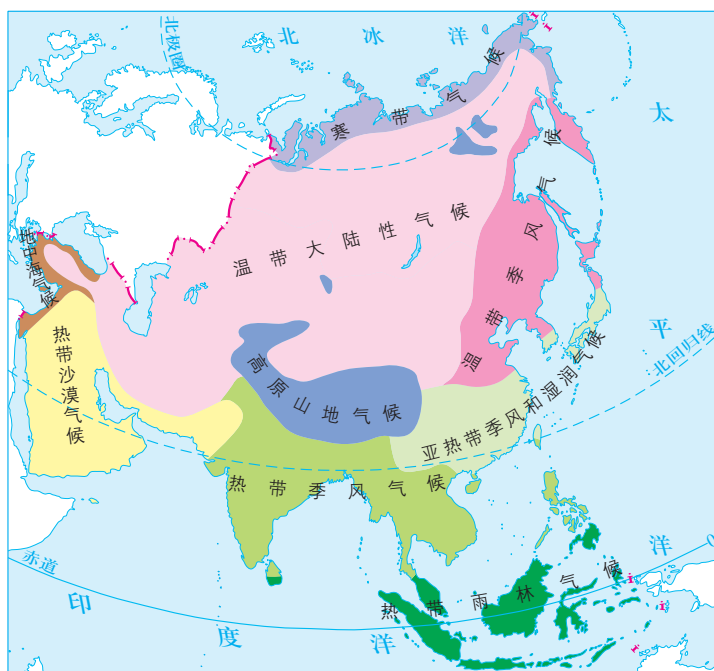 北冰洋
北极圈
寒带气候
太平洋
温带大陆性气候
温带季风气候
地中海气候
热带沙漠气候
高原山地气候
亚热带季风和湿润气候
北回归线
热带季风气候
赤道
0
热带雨林气候
印度洋